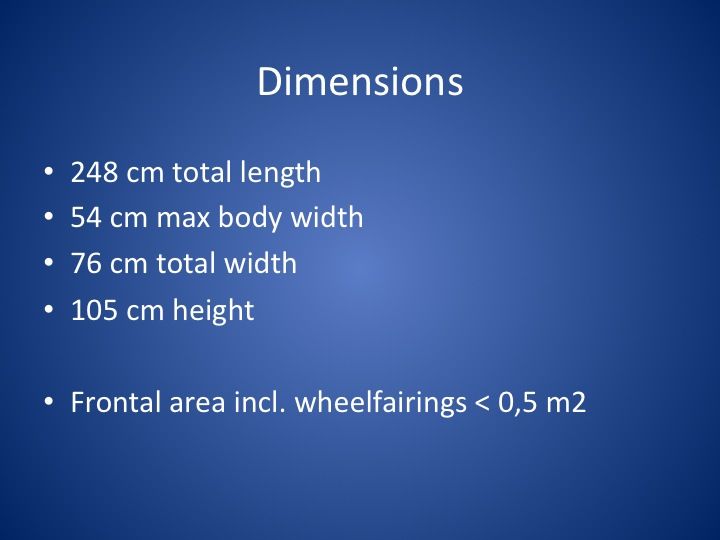 Dimensions
• 248 cm total length
• 54 cm max body width
• 76 cm total width
• 105 cm height
• Frontal area incl. wheelfairings < 0,5 m2